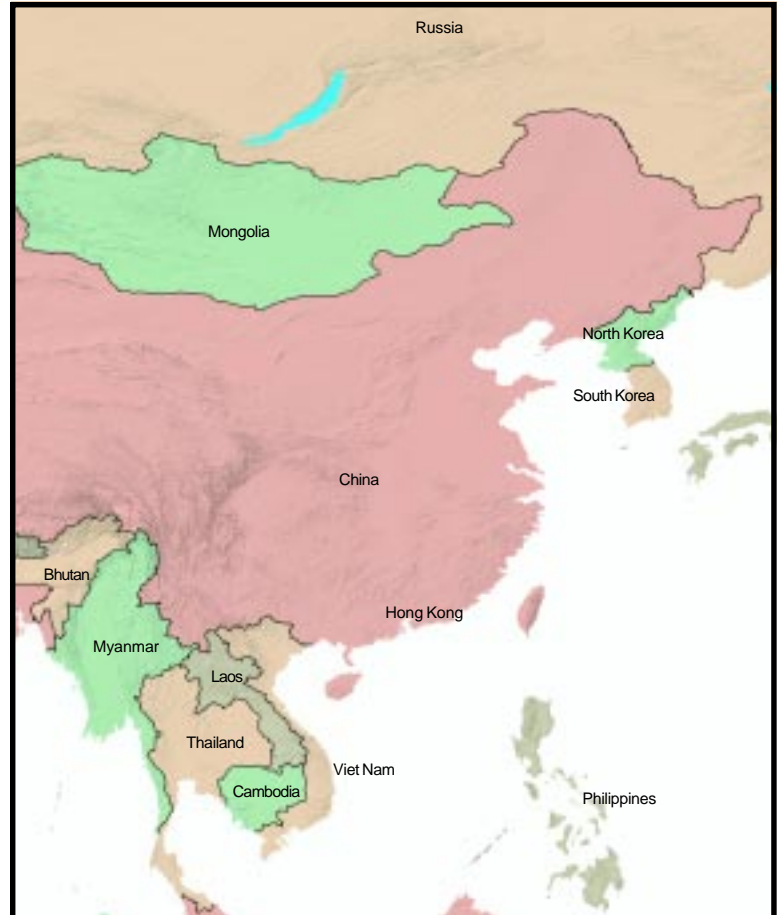 Russia
Mongolia
North Korea
South Korea
China
Bhutan
Hong Kong
Myanmar
Laos
Thailand
Viet Nam
Cambodia
Philippines